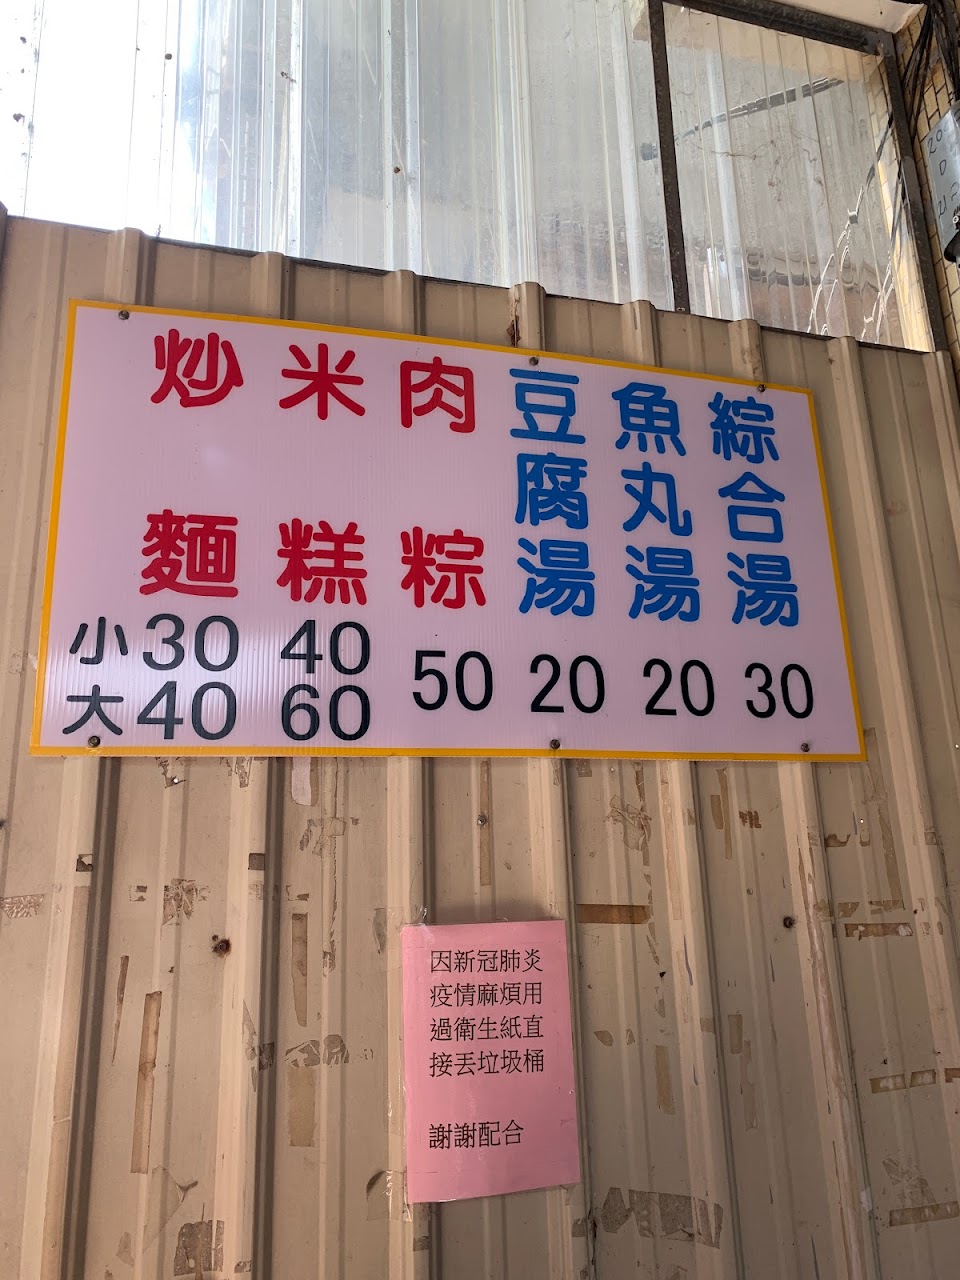 炒麵
小30
大40
米糕
40
60
肉粽
50
豆腐湯
20
魚丸湯
20
綜合湯
30
因新冠肺炎
疫情麻煩用
過衛生紙直
接丟垃圾桶
謝謝配合